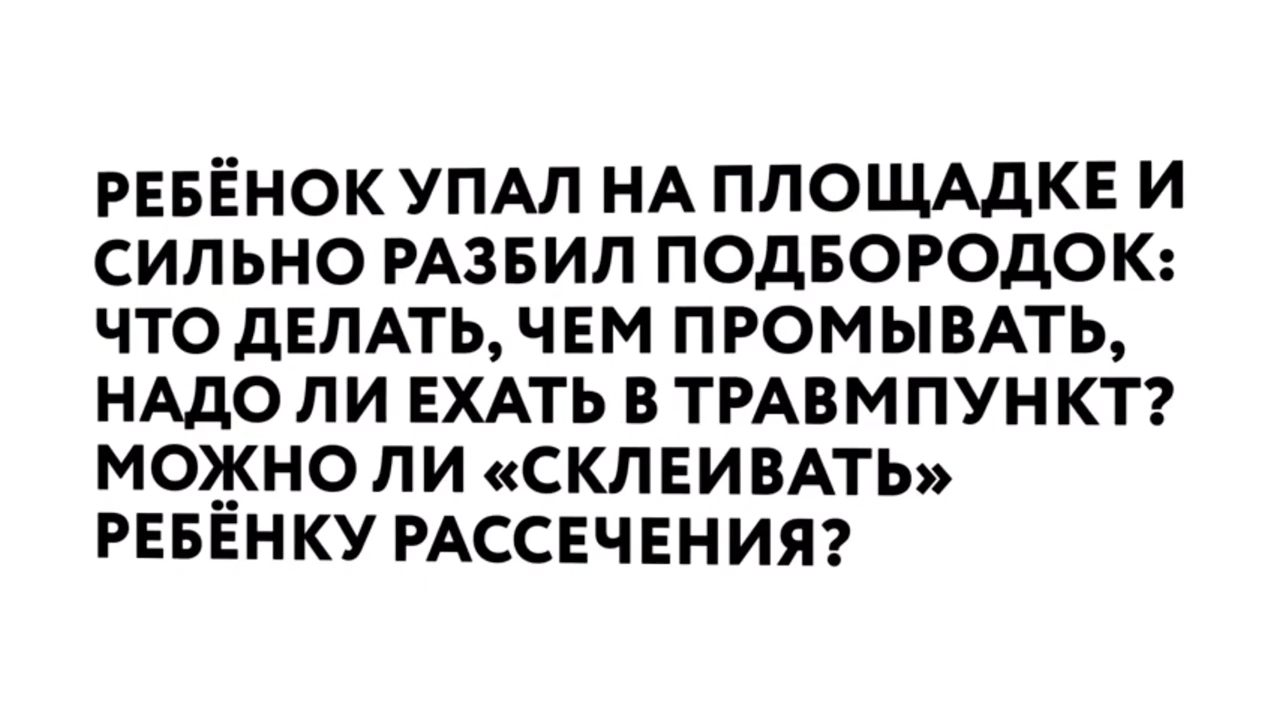 РЕБЁНОК УПАЛ НА ПЛОЩАДКЕ И
СИЛЬНО РАЗБИЛ ПОДБОРОДОК:
ЧТО ДЕЛАТЬ, ЧЕМ ПРОМЫВАТЬ,
НАДО ЛИ ЕХАТЬ В ТРАВМПУНКТ?
МОЖНО ЛИ «СКЛЕИВАТЬ»
РЕБЁНКУ РАССЕЧЕНИЯ?